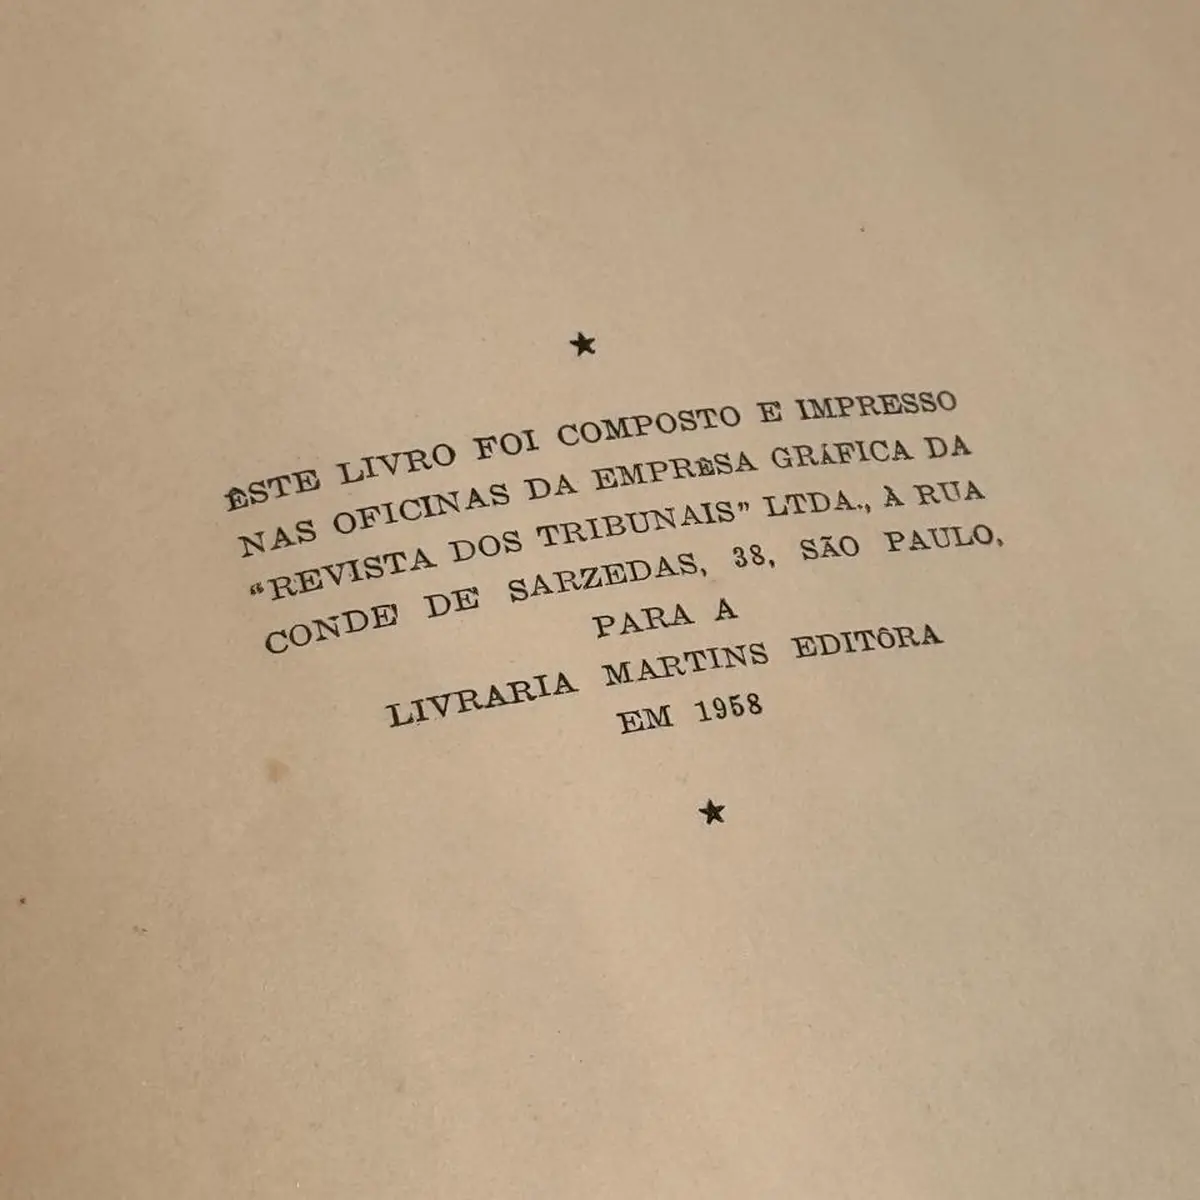 ÊSTE LIVRO FOI COMPOSTO E IMPRESSO
NAS OFICINAS DA EMPRÊSA GRÁFICA DA
“REVISTA DOS TRIBUNAIS” LTDA., À RUA
CONDE DE SARZEDAS, 38, SÃO PAULO,
PARA A
LIVRARIA MARTINS EDITÔRA
EM 1958